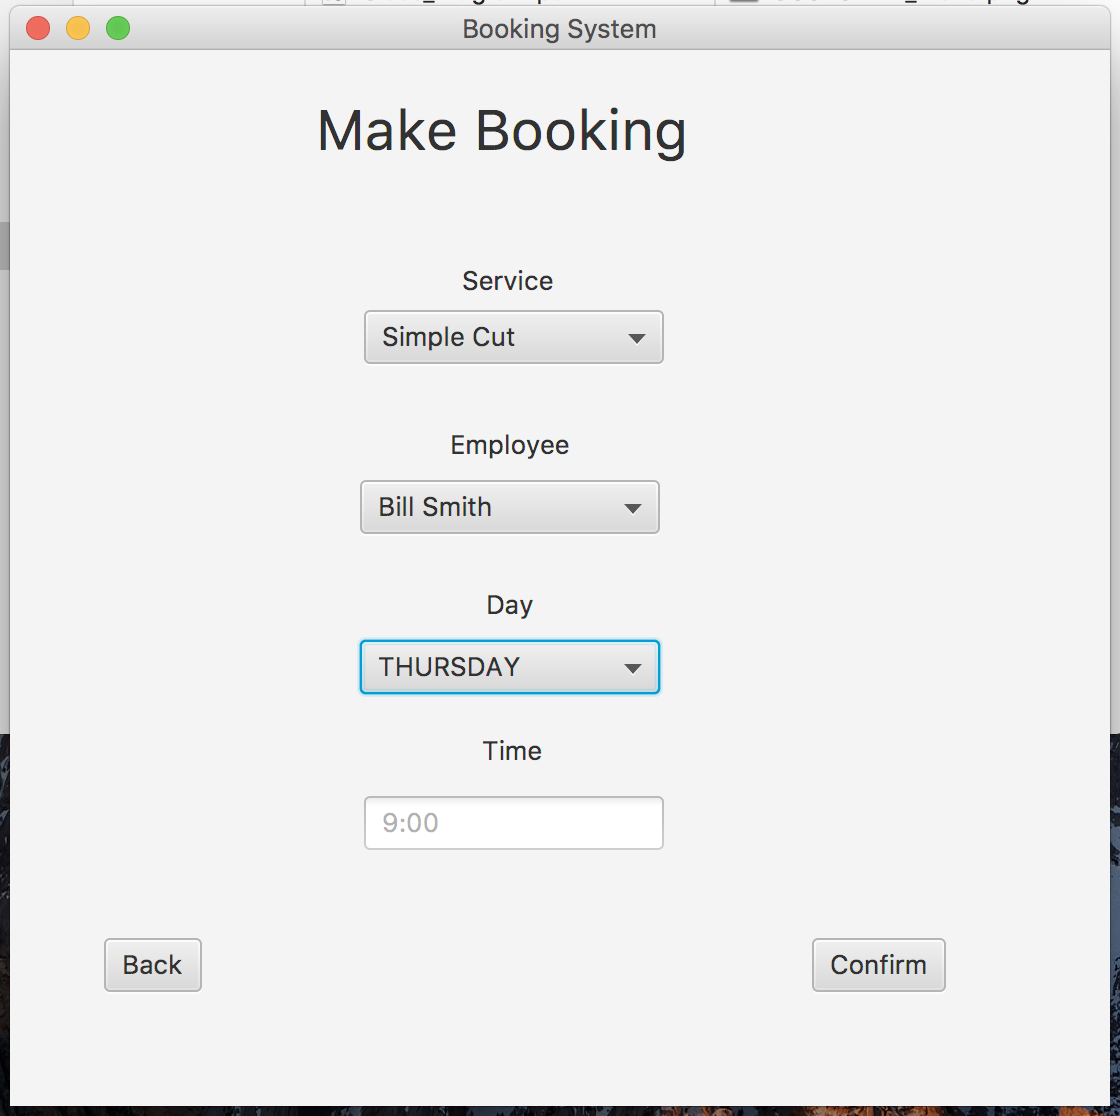 Booking System
Make Booking
Service
Simple Cut
Employee
Bill Smith
Day
THURSDAY
Time
9:00
Back
Confirm